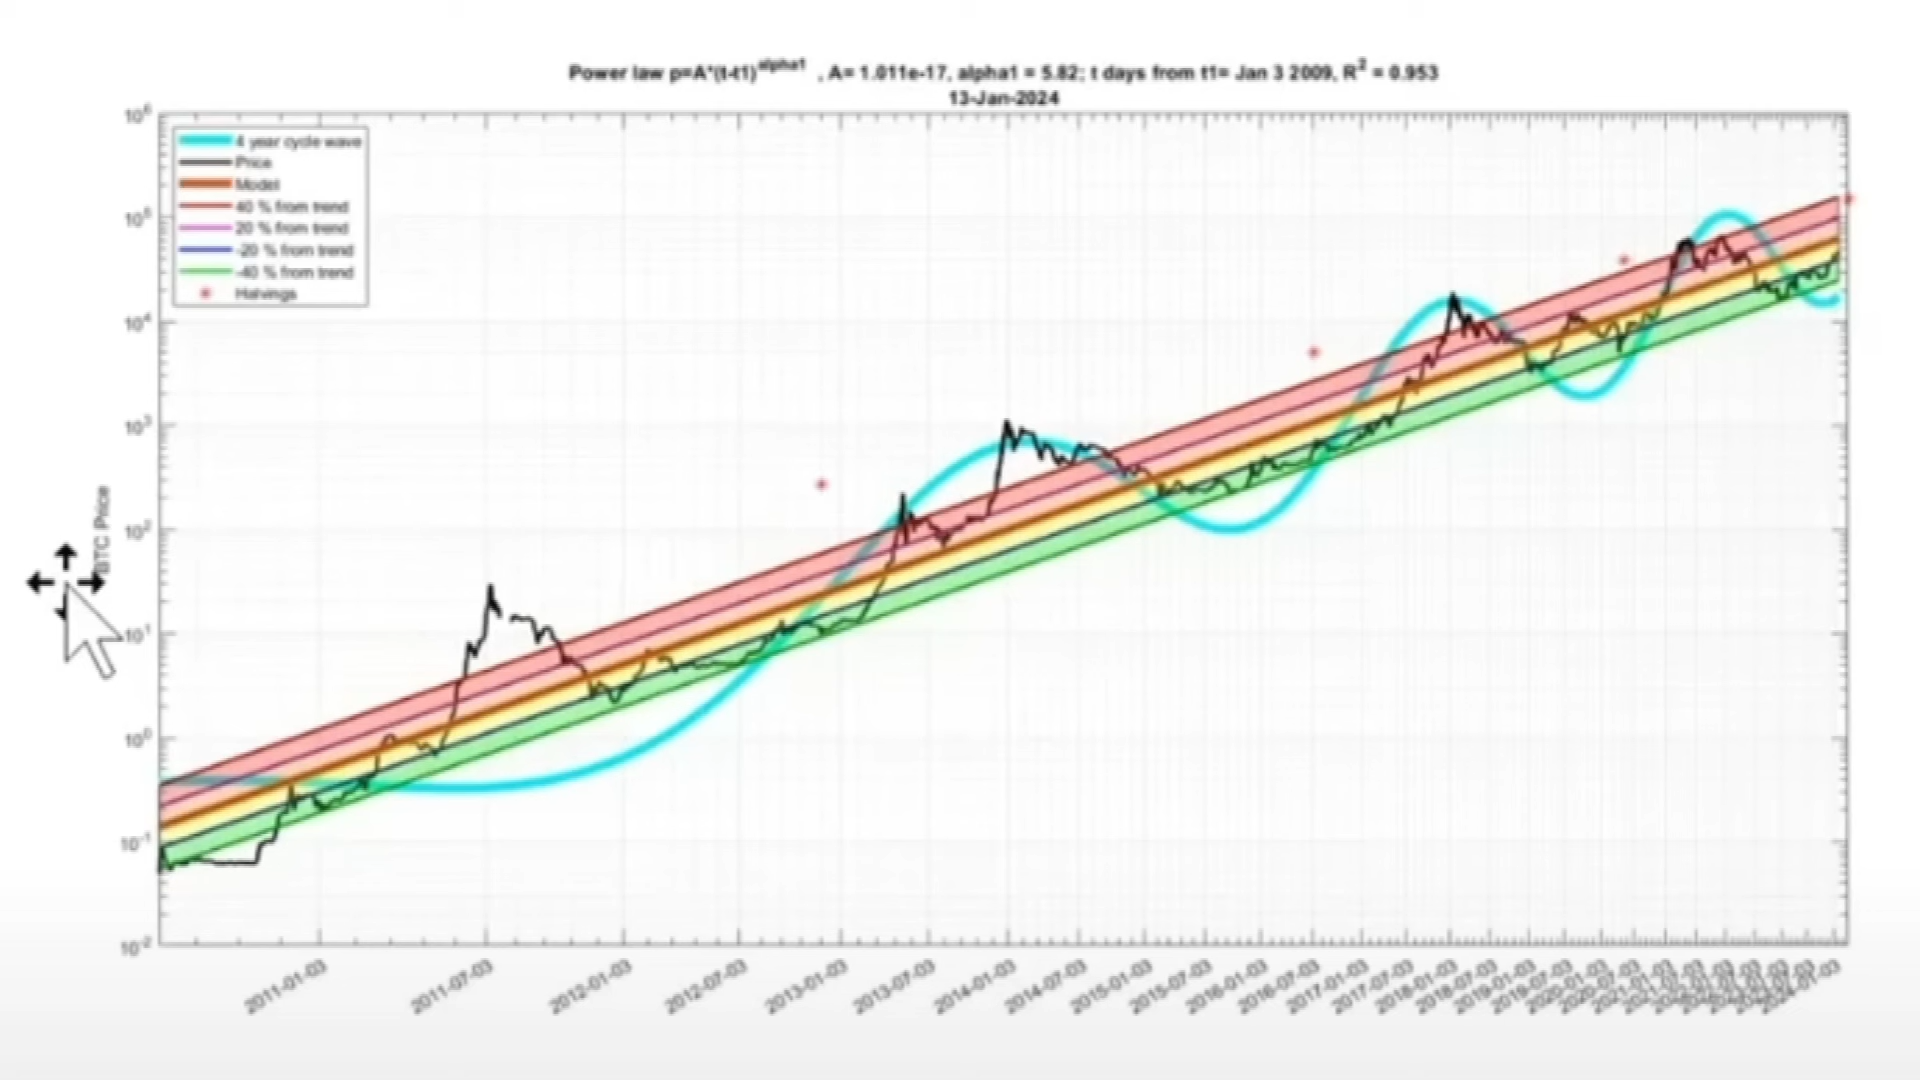 Power law p=A*(t-t1)^alpha1 , A= 1.011e-17, alpha1 = 5.82; t days from t1= Jan 3 2009, R^2 = 0.953
13-Jan-2024
4 year cycle wave
Price
Model
40 % from trend
20 % from trend
-20 % from trend
-40 % from trend
Halvings
10^6
10^5
10^4
10^3
10^2
10^1
10^0
10^-1
10^-2
BTC Price
2011-01-03
2011-07-03
2012-01-03
2012-07-03
2013-01-03
2013-07-03
2014-01-03
2014-07-03
2015-01-03
2015-07-03
2016-01-03
2016-07-03
2017-01-03
2017-07-03
2018-01-03
2018-07-03
2019-01-03
2019-07-03
2020-01-03
2021-01-03
2024-01-03